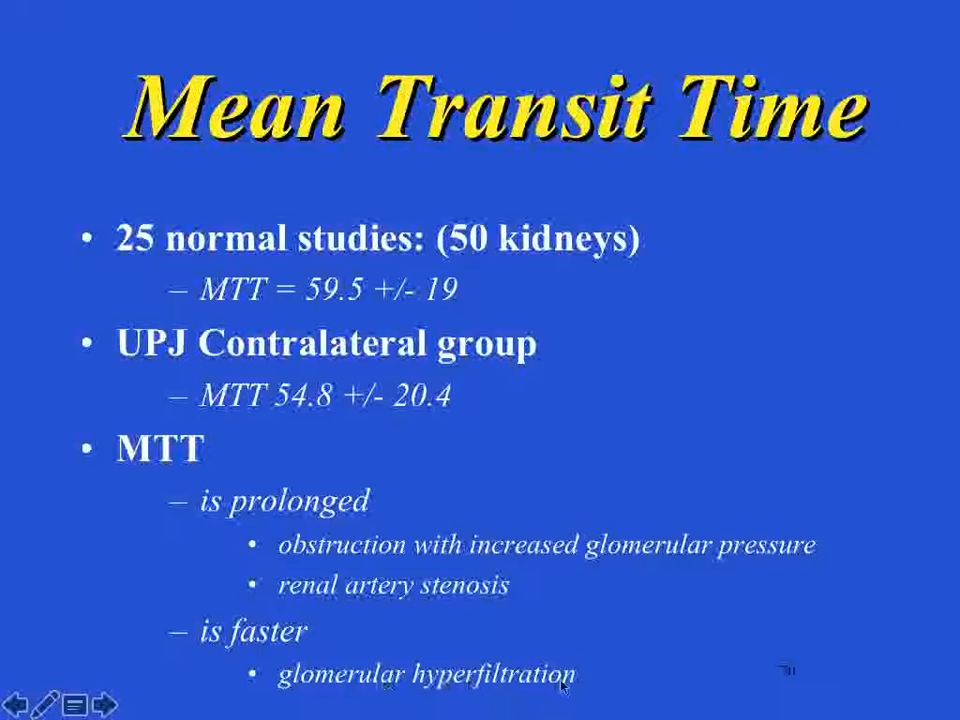 Mean Transit Time
• 25 normal studies: (50 kidneys)
– MTT = 59.5 +/- 19
• UPJ Contralateral group
– MTT 54.8 +/- 20.4
• MTT
– is prolonged
• obstruction with increased glomerular pressure
• renal artery stenosis
– is faster
• glomerular hyperfiltration